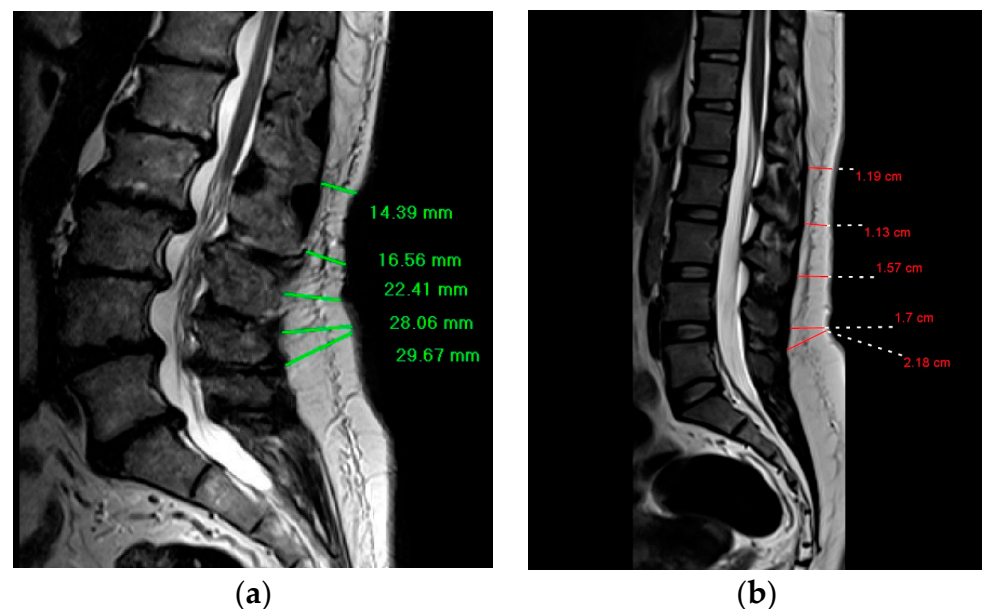 14.39 mm
16.56 mm
22.41 mm
28.06 mm
29.67 mm
1.19 cm
1.13 cm
1.57 cm
1.7 cm
2.18 cm
(a)
(b)